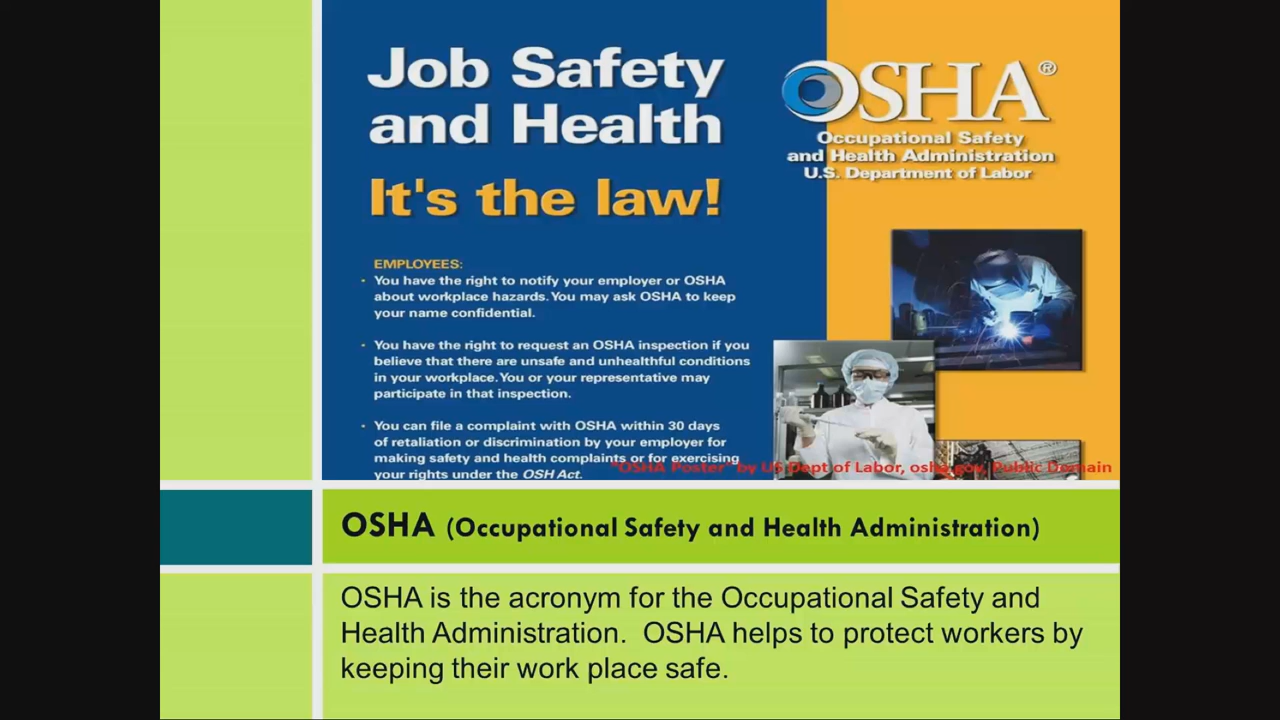 Job Safety
and Health
It's the law!
OSHA®
Occupational Safety
and Health Administration
U.S. Department of Labor
EMPLOYEES:
• You have the right to notify your employer or OSHA
about workplace hazards. You may ask OSHA to keep
your name confidential.
• You have the right to request an OSHA inspection if you
believe that there are unsafe and unhealthful conditions
in your workplace. You or your representative may
participate in that inspection.
• You can file a complaint with OSHA within 30 days
of retaliation or discrimination by your employer for
making safety and health complaints or for exercising
your rights under the OSH Act.
"OSHA Poster" by US Dept of Labor, osha.gov, Public Domain
OSHA (Occupational Safety and Health Administration)
OSHA is the acronym for the Occupational Safety and
Health Administration. OSHA helps to protect workers by
keeping their work place safe.